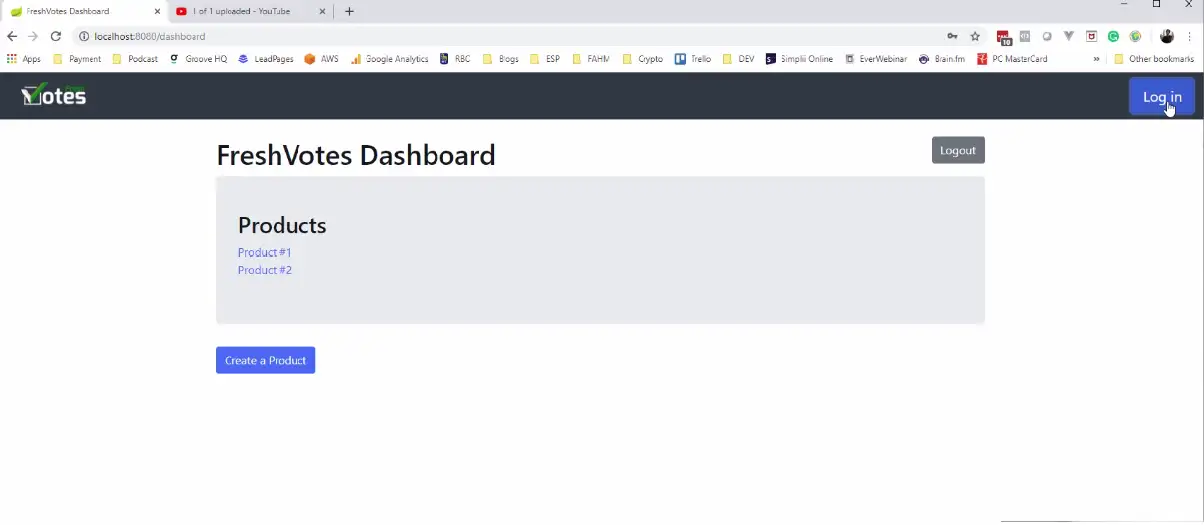 FreshVotes Dashboard
1 of 1 uploaded - YouTube
localhost:8080/dashboard
10
Apps Payment Podcast Groove HQ LeadPages AWS Google Analytics RBC Blogs ESP FAHM Crypto Trello DEV Simplii Online EverWebinar Brain.fm PC MasterCard » Other bookmarks
Votes
Log in
FreshVotes Dashboard
Logout
Products
Product #1
Product #2
Create a Product